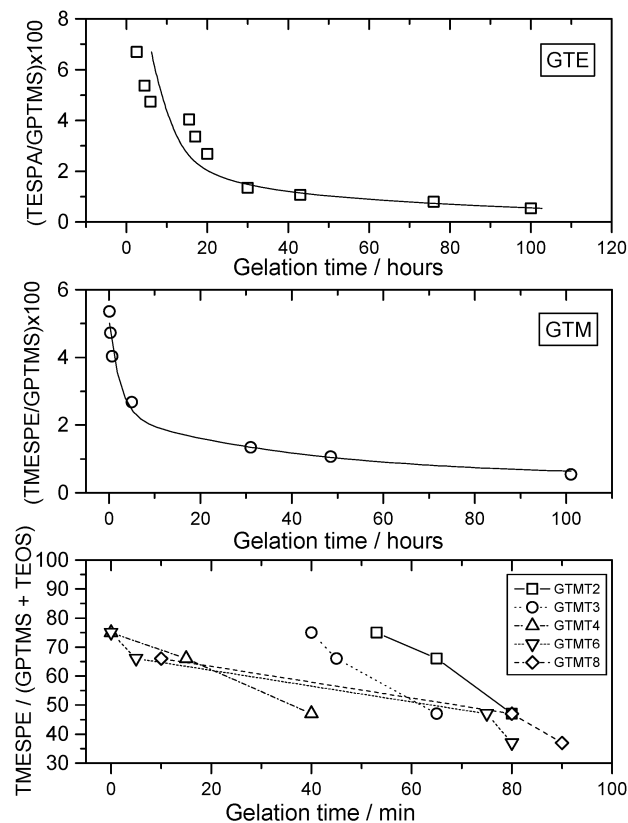 (TESPA/GPTMS)x100
8
6
4
2
0
GTE
0 20 40 60 80 100 120
Gelation time / hours
(TMESPE/GPTMS)x100
6
4
2
0
GTM
0 20 40 60 80 100
Gelation time / hours
TMESPE / (GPTMS + TEOS)
100
90
80
70
60
50
40
30
GTMT2
GTMT3
GTMT4
GTMT6
GTMT8
0 20 40 60 80 100
Gelation time / min